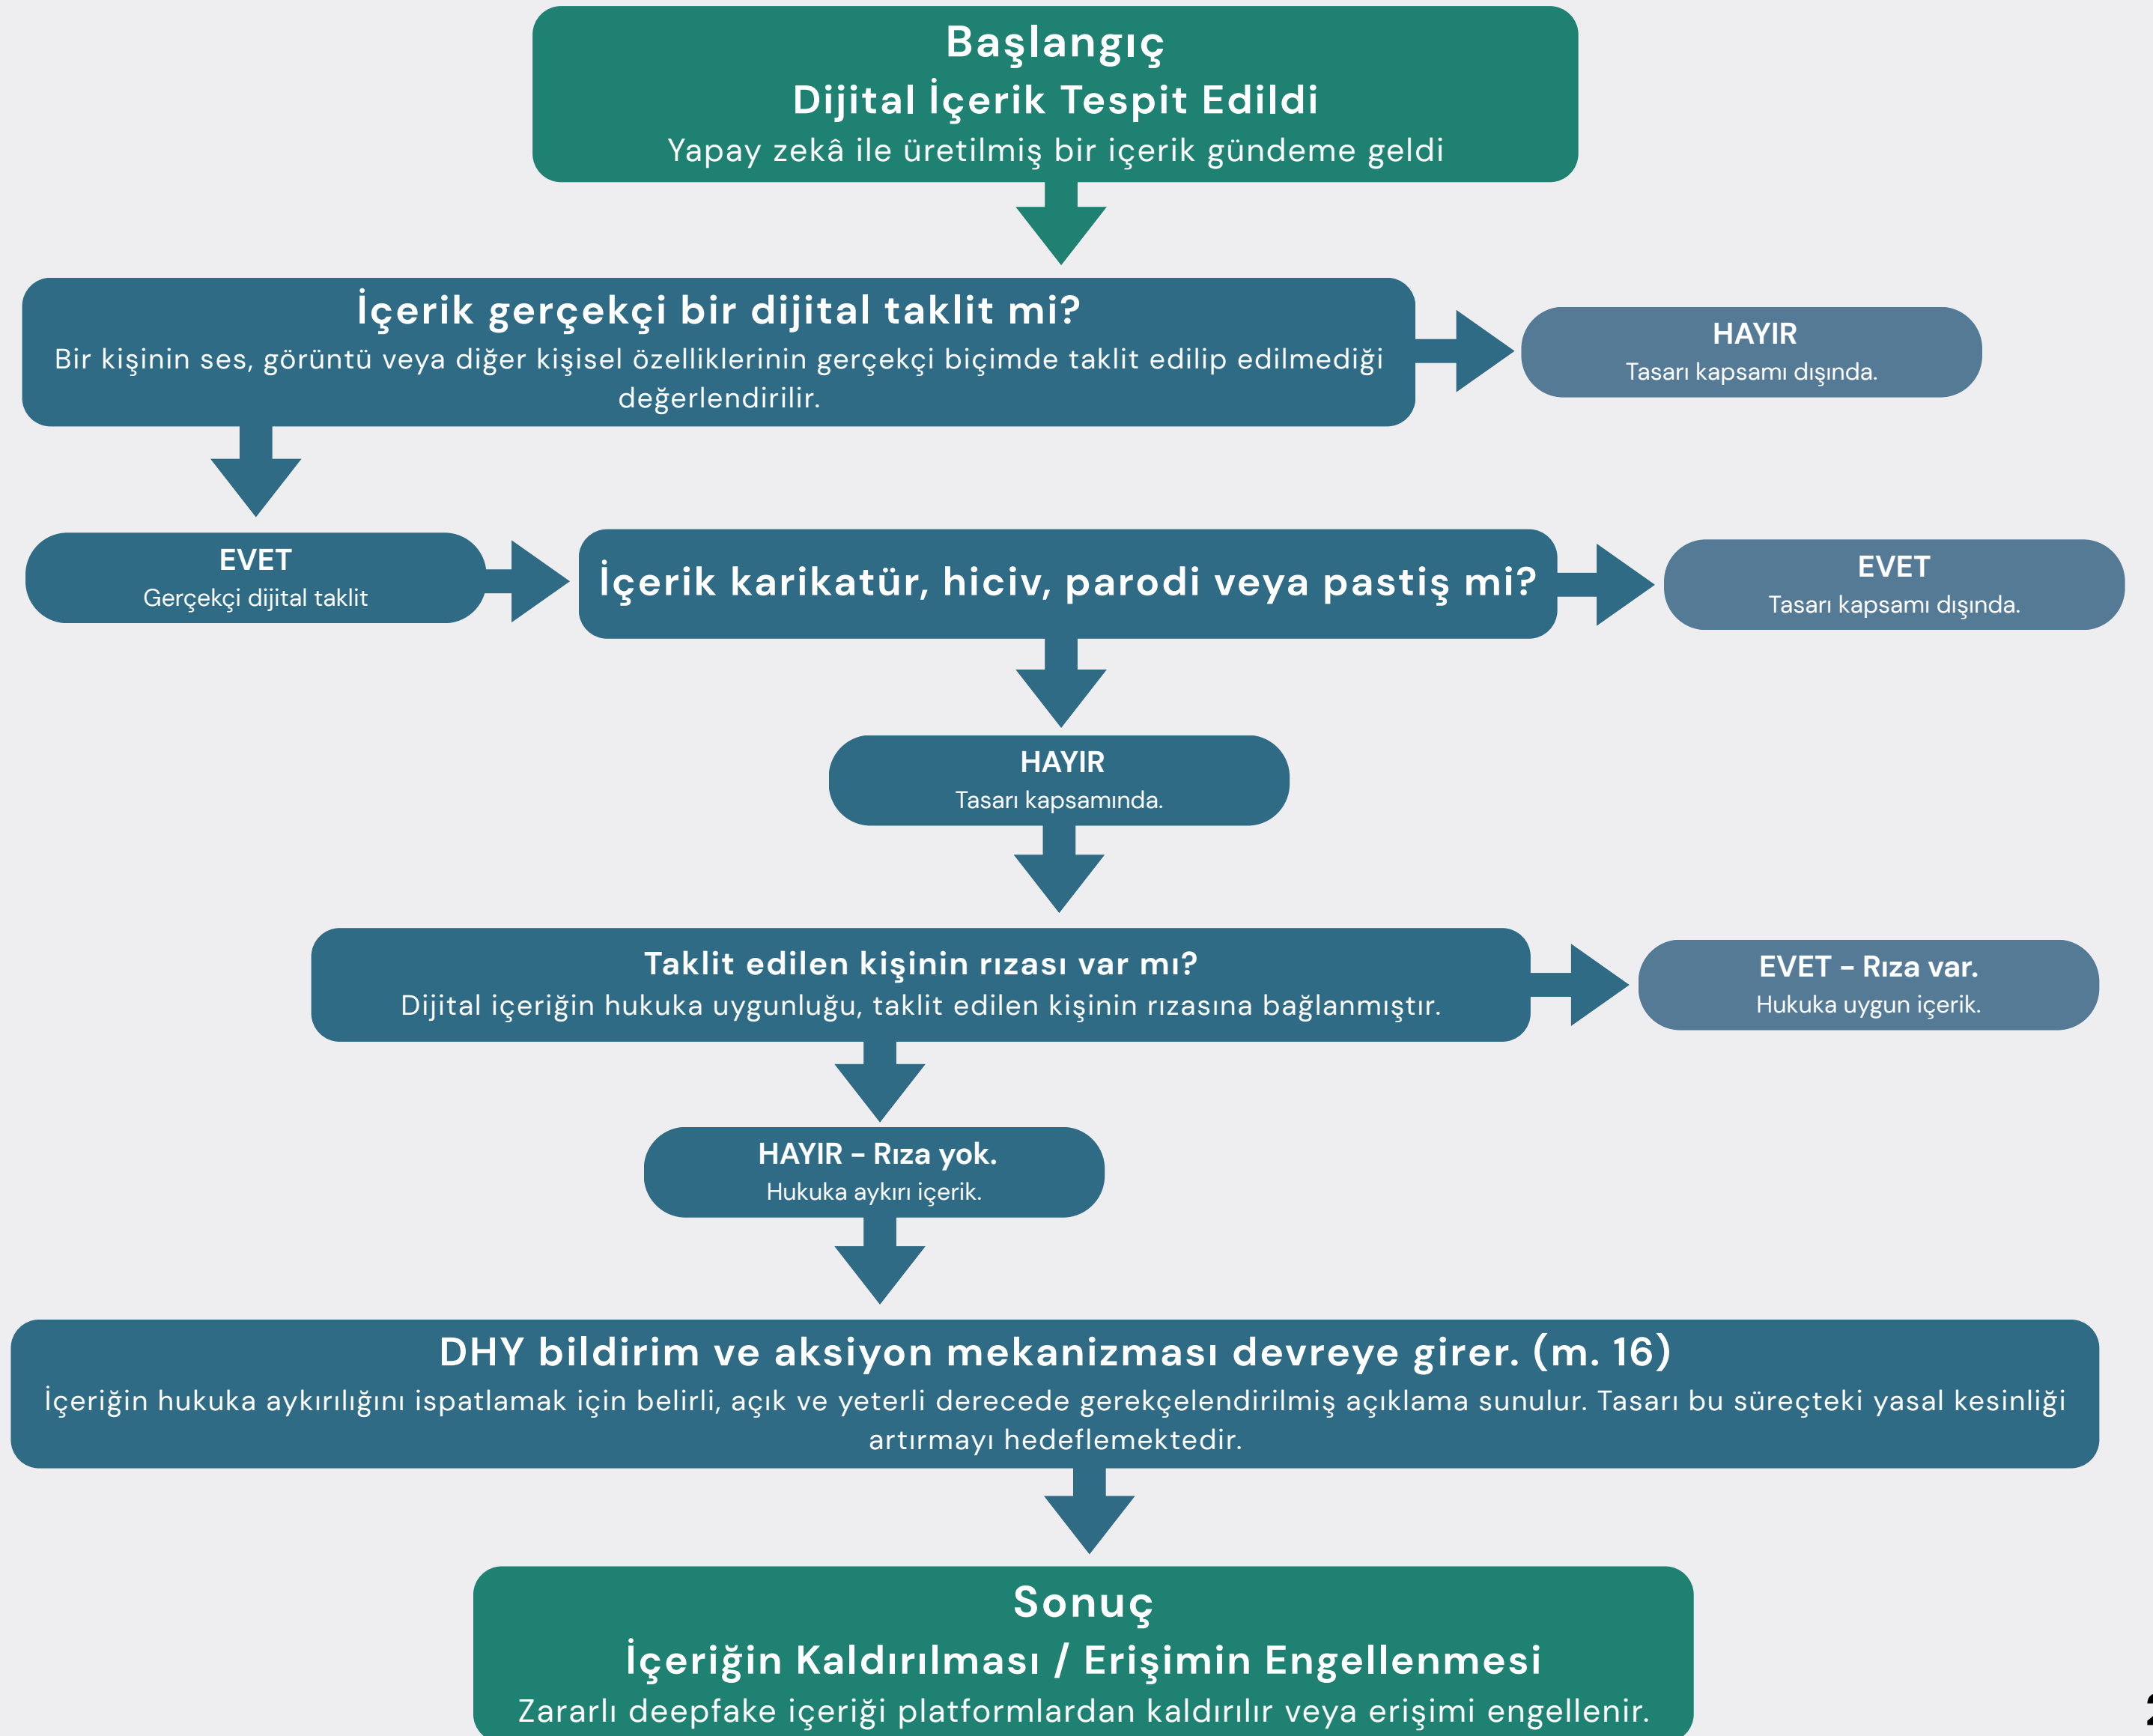 Başlangıç
Dijital İçerik Tespit Edildi
Yapay zekâ ile üretilmiş bir içerik gündeme geldi
İçerik gerçekçi bir dijital taklit mi?
Bir kişinin ses, görüntü veya diğer kişisel özelliklerinin gerçekçi biçimde taklit edilip edilmediği
değerlendirilir.
HAYIR
Tasarı kapsamı dışında.
EVET
Gerçekçi dijital taklit
İçerik karikatür, hiciv, parodi veya pastiş mi?
EVET
Tasarı kapsamı dışında.
HAYIR
Tasarı kapsamında.
Taklit edilen kişinin rızası var mı?
Dijital içeriğin hukuka uygunluğu, taklit edilen kişinin rızasına bağlanmıştır.
EVET – Rıza var.
Hukuka uygun içerik.
HAYIR – Rıza yok.
Hukuka aykırı içerik.
DHY bildirim ve aksiyon mekanizması devreye girer. (m. 16)
İçeriğin hukuka aykırılığını ispatlamak için belirli, açık ve yeterli derecede gerekçelendirilmiş açıklama sunulur. Tasarı bu süreçteki yasal kesinliği
artırmayı hedeflemektedir.
Sonuç
İçeriğin Kaldırılması / Erişimin Engellenmesi
Zararlı deepfake içeriği platformlardan kaldırılır veya erişimi engellenir.